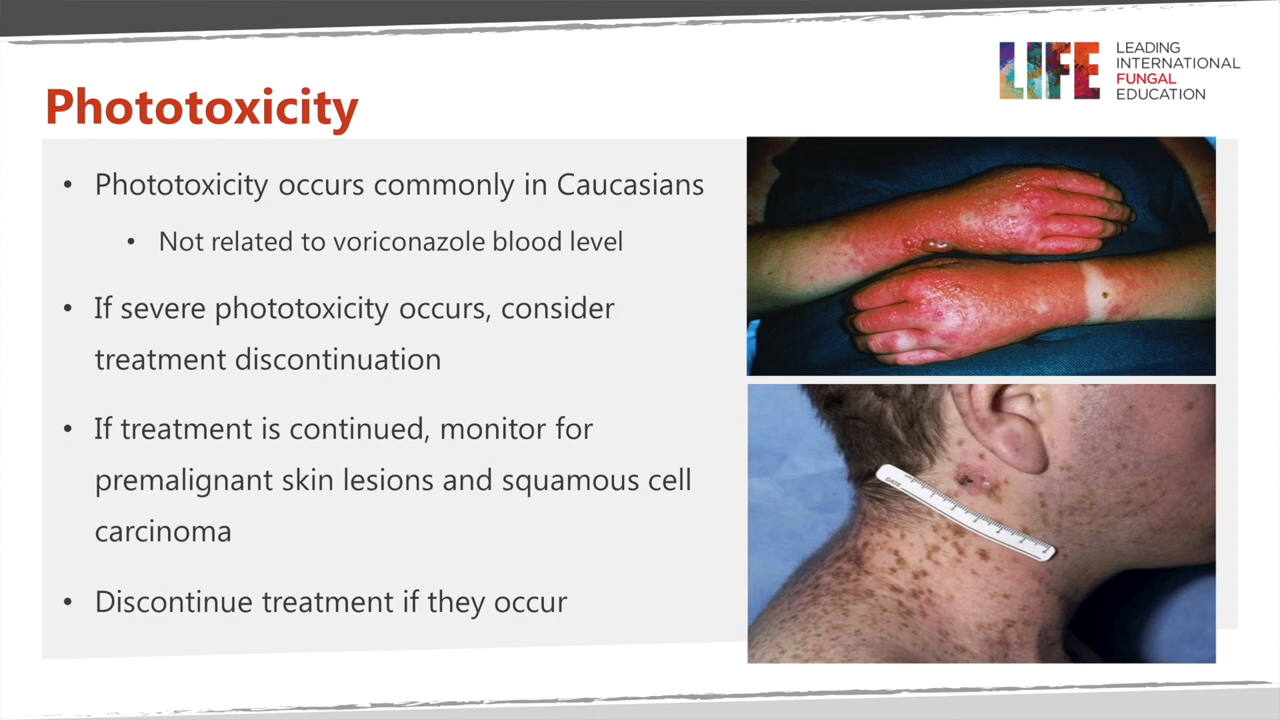 LIFE
LEADING
INTERNATIONAL
FUNGAL
EDUCATION
Phototoxicity
• Phototoxicity occurs commonly in Caucasians
• Not related to voriconazole blood level
• If severe phototoxicity occurs, consider
treatment discontinuation
• If treatment is continued, monitor for
premalignant skin lesions and squamous cell
carcinoma
• Discontinue treatment if they occur
DATE